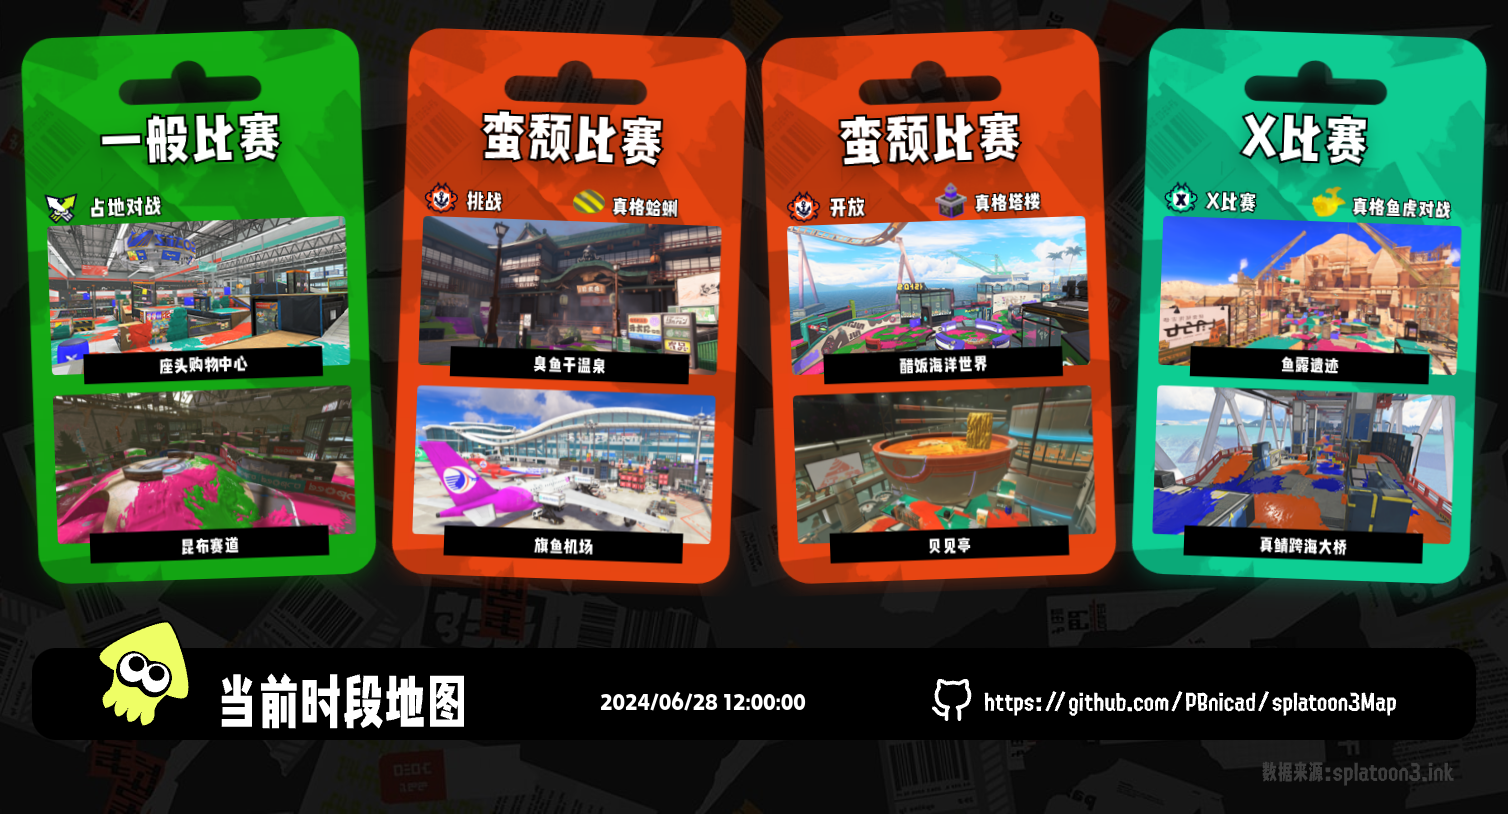 一般比赛
占地对战
座头购物中心
昆布赛道
蛮颓比赛
挑战
真格蛤蜊
臭鱼干温泉
旗鱼机场
蛮颓比赛
开放
真格塔楼
醋饭海洋世界
贝贝亭
X比赛
X比赛
真格鱼虎对战
鱼露遗迹
真鲭跨海大桥
当前时段地图
2024/06/28 12:00:00
https://github.com/PBnicad/splatoon3Map
数据来源:splatoon3.ink